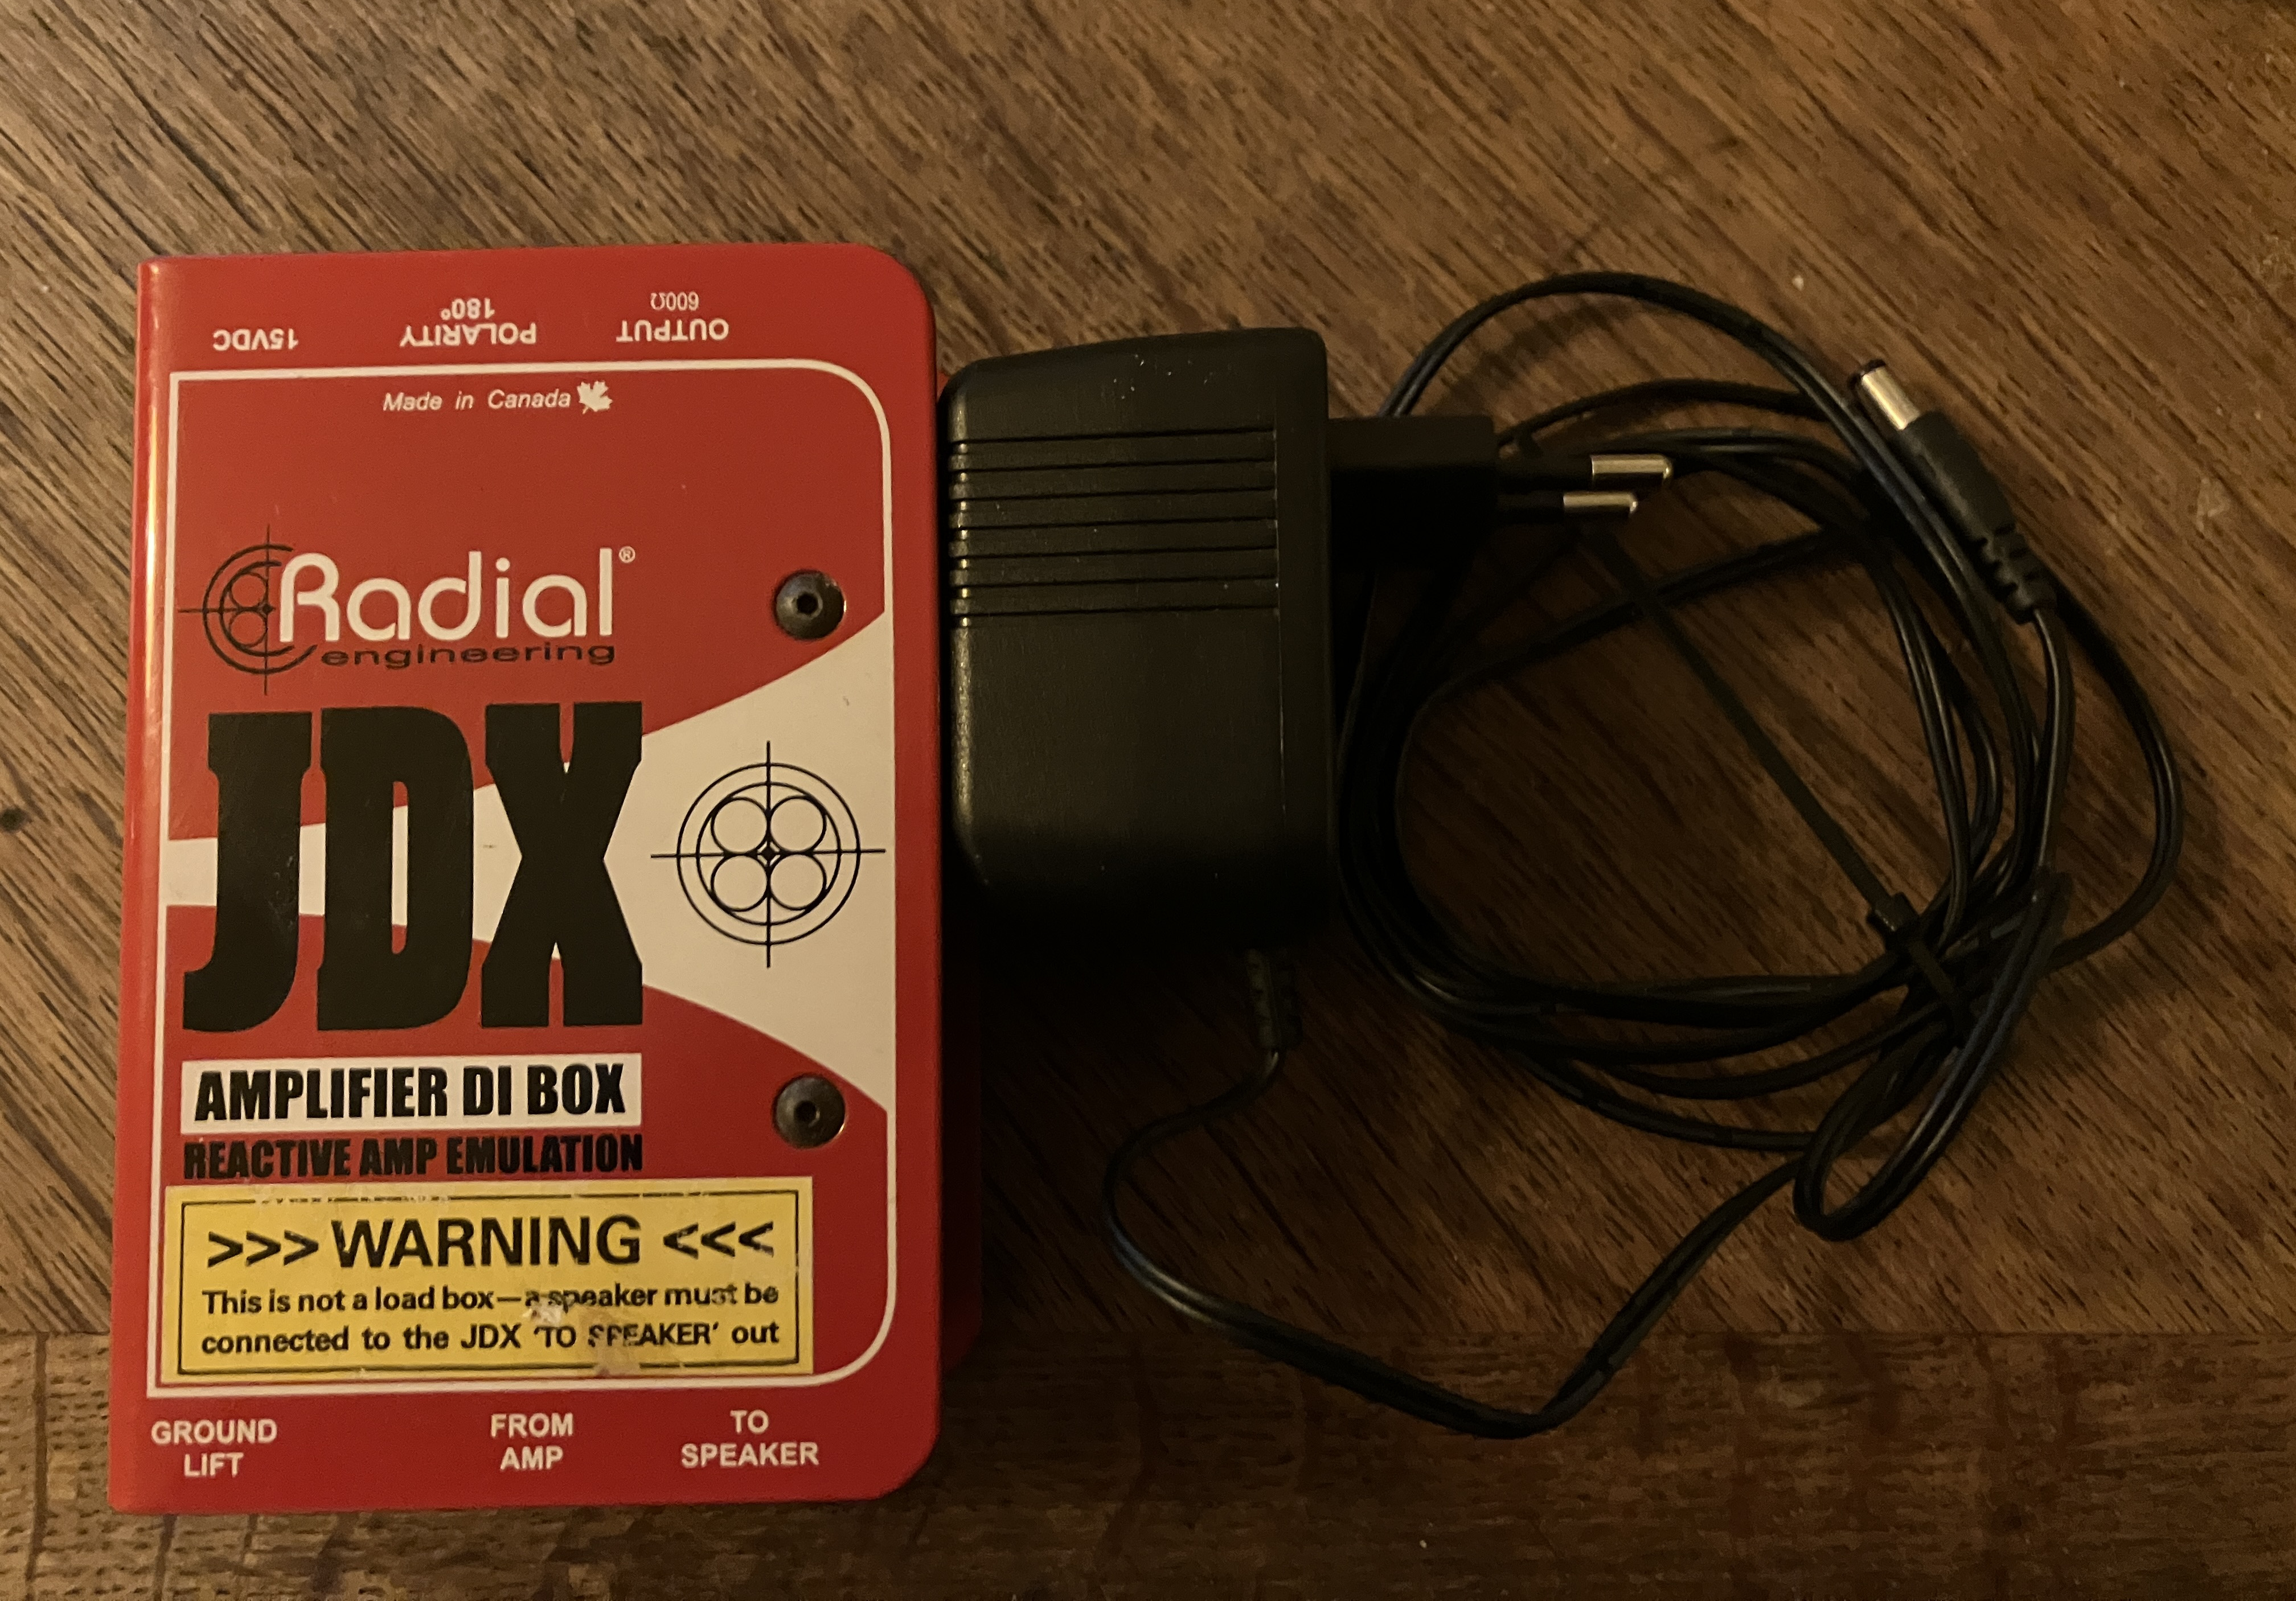 15VDC
POLARITY
180°
OUTPUT
600Ω
Made in Canada
Radial®
engineering
JDX
AMPLIFIER DI BOX
REACTIVE AMP EMULATION
>>> WARNING <<<
This is not a load box—a speaker must be
connected to the JDX 'TO SPEAKER' out
GROUND
LIFT
FROM
AMP
TO
SPEAKER